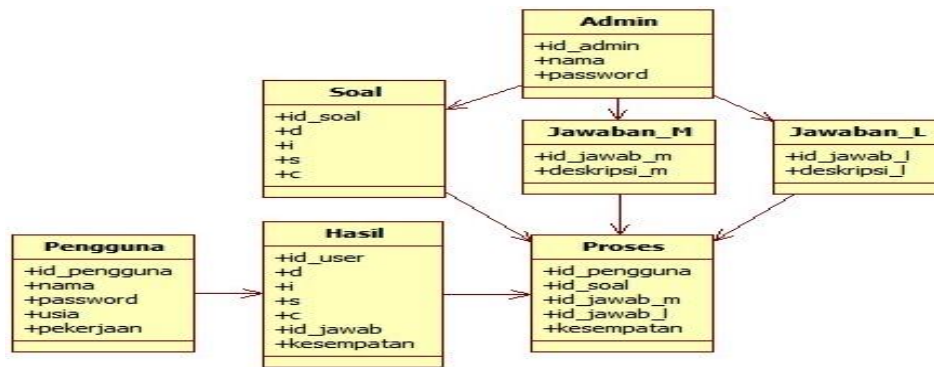 Admin
+id_admin
+nama
+password
Soal
+id_soal
+d
+i
+s
+c
Jawaban_M
+id_jawab_m
+deskripsi_m
Jawaban_L
+id_jawab_l
+deskripsi_l
Pengguna
+id_pengguna
+nama
+password
+usia
+pekerjaan
Hasil
+id_user
+d
+i
+s
+c
+id_jawab
+kesempatan
Proses
+id_pengguna
+id_soal
+id_jawab_m
+id_jawab_l
+kesempatan